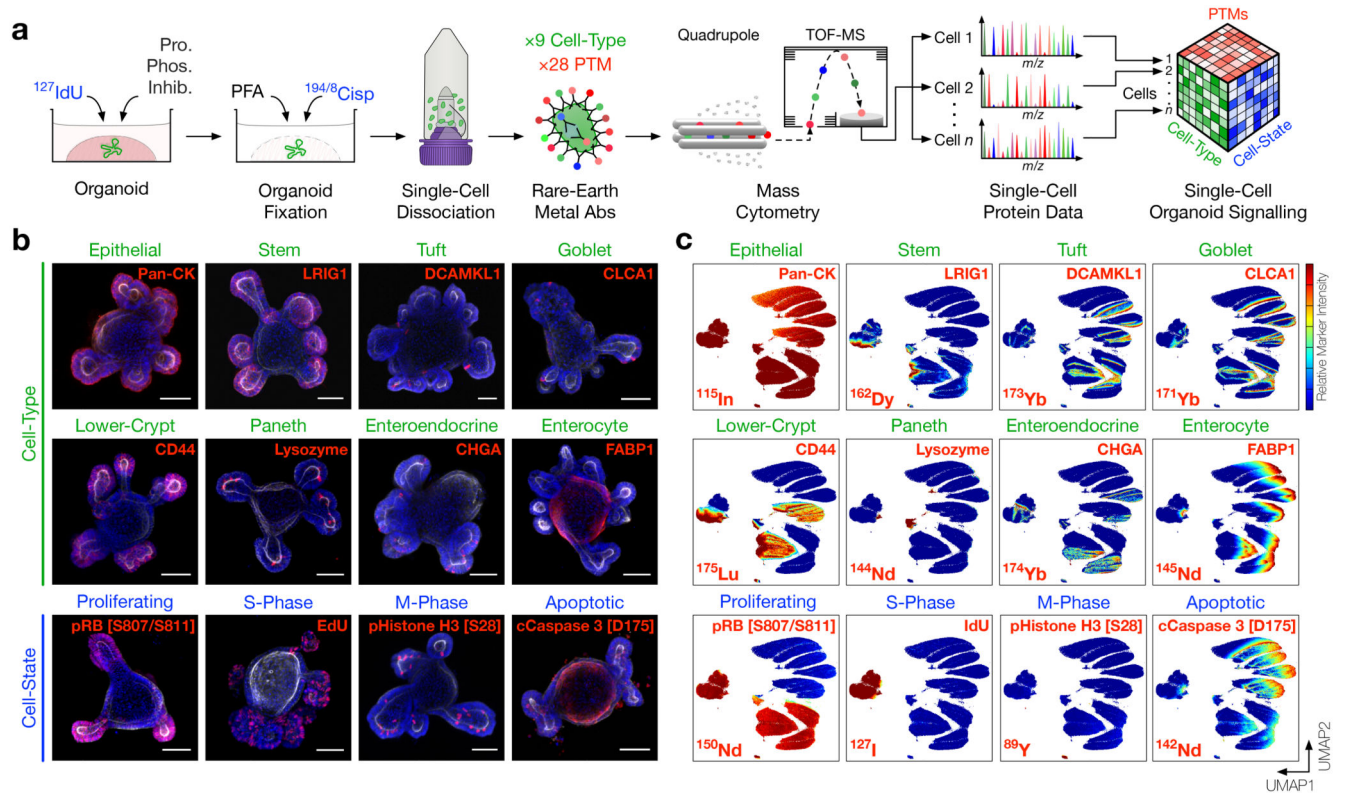 a
127IdU
Pro.
Phos.
Inhib.
Organoid
PFA
194/8Cisp
Organoid
Fixation
Single-Cell
Dissociation
×9 Cell-Type
×28 PTM
Rare-Earth
Metal Abs
Quadrupole
TOF-MS
Mass
Cytometry
Cell 1
m/z
Cell 2
m/z
Cell n
m/z
Single-Cell
Protein Data
PTMs
1
2
Cells
n
Cell-Type
Cell-State
Single-Cell
Organoid Signalling
b
Cell-Type
Epithelial
Stem
Tuft
Goblet
Pan-CK
LRIG1
DCAMKL1
CLCA1
Lower-Crypt
Paneth
Enteroendocrine
Enterocyte
CD44
Lysozyme
CHGA
FABP1
Cell-State
Proliferating
S-Phase
M-Phase
Apoptotic
pRB [S807/S811]
EdU
pHistone H3 [S28]
cCaspase 3 [D175]
c
Epithelial
Stem
Tuft
Goblet
Pan-CK
LRIG1
DCAMKL1
CLCA1
115In
162Dy
173Yb
171Yb
Relative Marker Intensity
Lower-Crypt
Paneth
Enteroendocrine
Enterocyte
CD44
Lysozyme
CHGA
FABP1
175Lu
144Nd
174Yb
145Nd
Proliferating
S-Phase
M-Phase
Apoptotic
pRB [S807/S811]
IdU
pHistone H3 [S28]
cCaspase 3 [D175]
150Nd
127I
89Y
142Nd
UMAP1
UMAP2